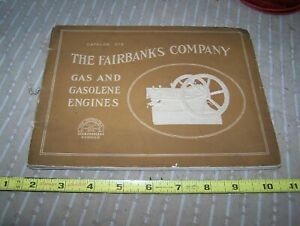 CATALOG
THE FAIRBANKS COMPANY
GAS AND
GASOLENE
ENGINES
1 2 3 4 5 6 7 8 9 10 11